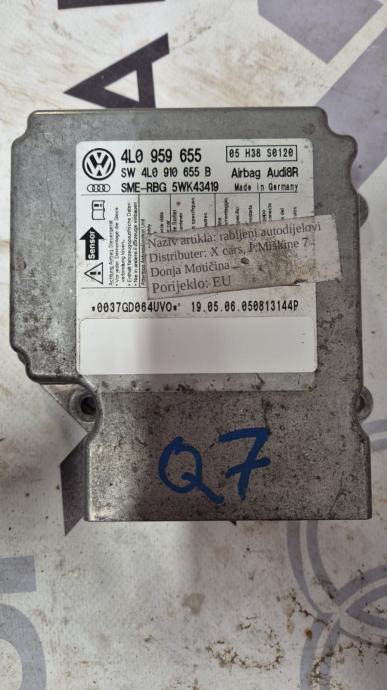 4L0 959 655
05 H38 S0120
SW 4L0 910 655 B
Airbag Audi8R
SME-RBG 5WK43419
Made in Germany
Sensor
Naziv artikla: rabljeni autodijelovi
Distributer: X cars, J.Miškine 7
Donja Motičina
Porijeklo: EU
*0037GD064UVO*
19.05.06.050813144P
Q7